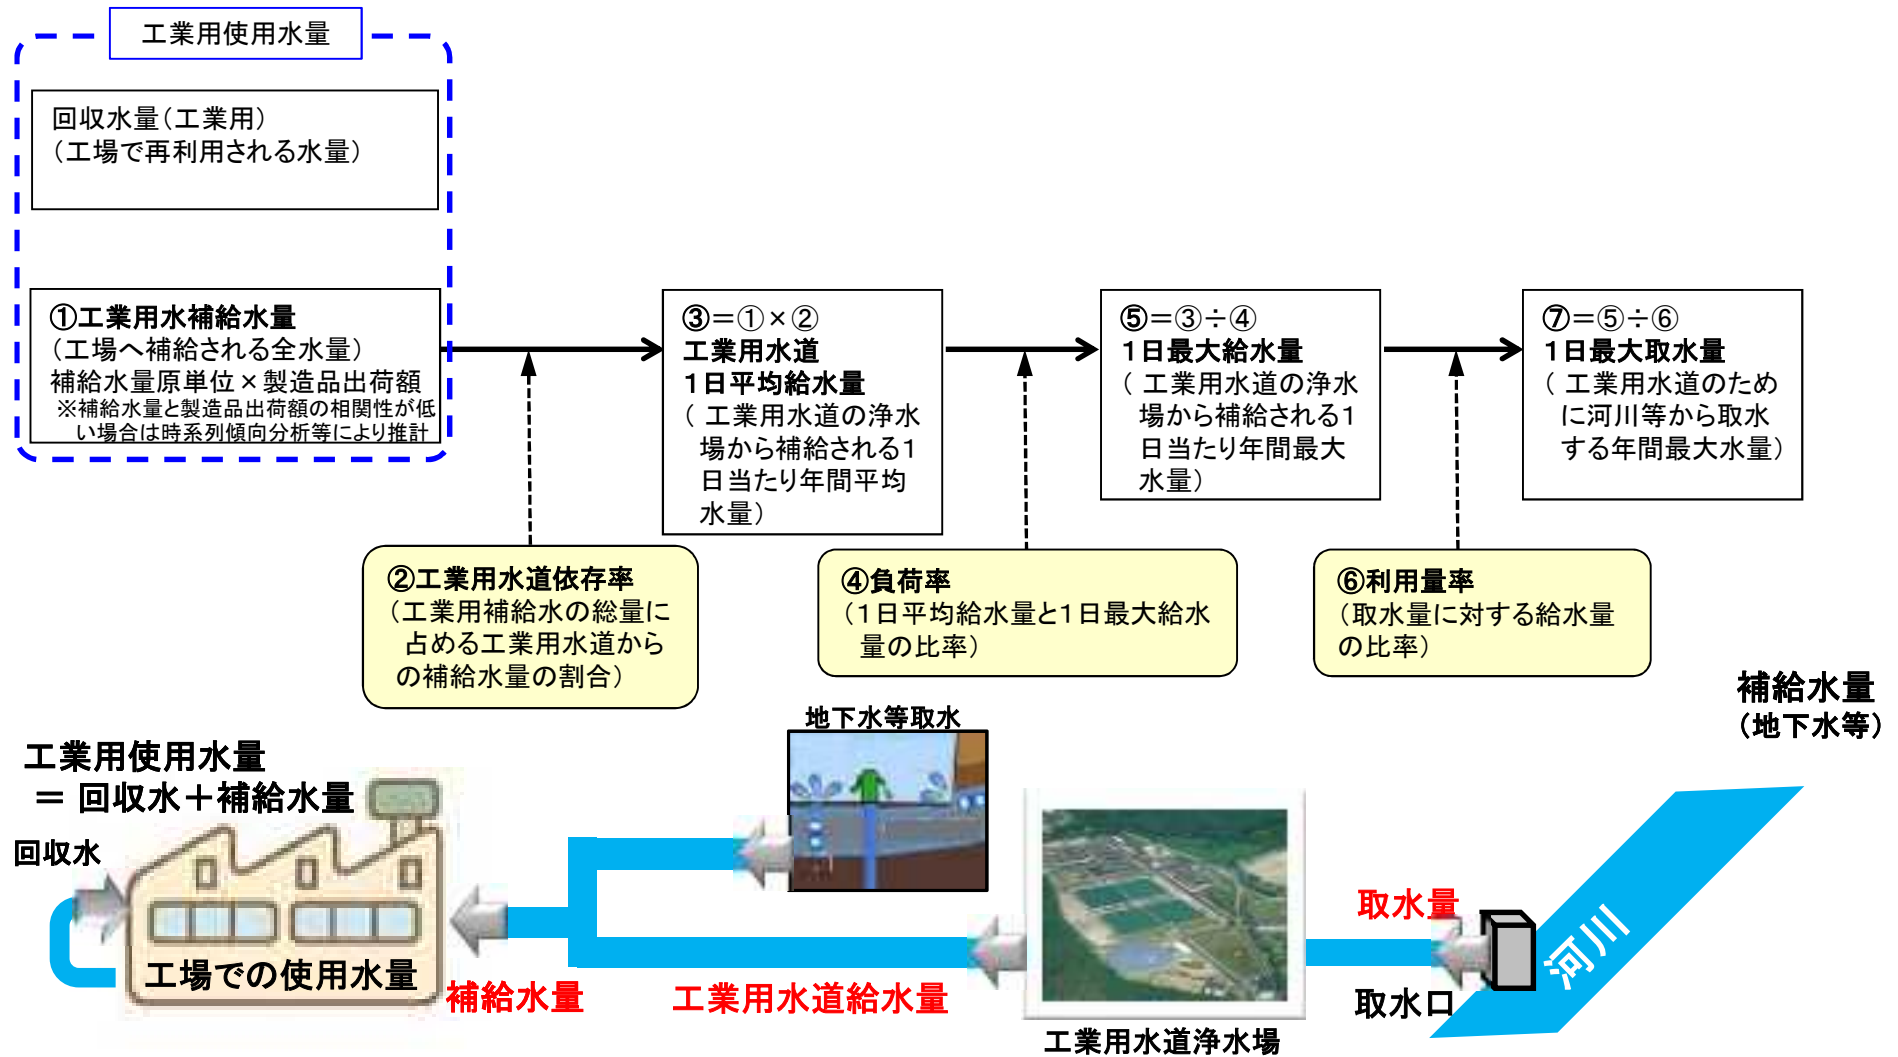 工業用使用水量
回収水量（工業用）
（工場で再利用される水量）
①工業用水補給水量
（工場へ補給される全水量）
補給水量原単位×製造品出荷額
※補給水量と製造品出荷額の相関性が低
い場合は時系列傾向分析等により推計
③＝①×②
工業用水道
１日平均給水量
（ 工業用水道の浄水
場から補給される１
日当たり年間平均
水量）
⑤＝③÷④
１日最大給水量
（ 工業用水道の浄水
場から補給される１
日当たり年間最大
水量）
⑦＝⑤÷⑥
１日最大取水量
（ 工業用水道のため
に河川等から取水
する年間最大水量）
②工業用水道依存率
（工業用補給水の総量に
占める工業用水道から
の補給水量の割合）
④負荷率
（１日平均給水量と１日最大給水
量の比率）
⑥利用量率
（取水量に対する給水量
の比率）
補給水量
（地下水等）
地下水等取水
工業用使用水量
＝ 回収水＋補給水量
回収水
工場での使用水量
補給水量
工業用水道給水量
工業用水道浄水場
取水量
取水口
河川